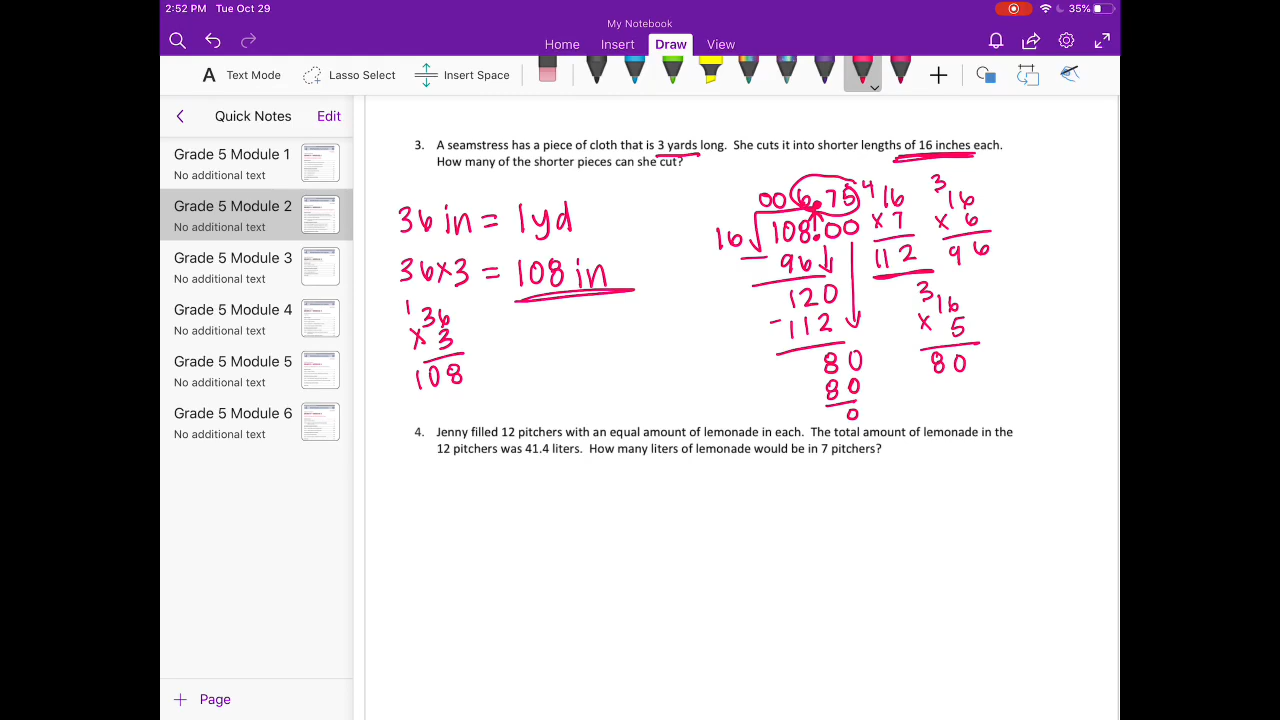 2:52 PM Tue Oct 29
35%
My Notebook
Home Insert Draw View
A Text Mode
Lasso Select
Insert Space
Quick Notes
Edit
Grade 5 Module 1
No additional text
Grade 5 Module 2
No additional text
Grade 5 Module 3
No additional text
Grade 5 Module 4
No additional text
Grade 5 Module 5
No additional text
Grade 5 Module 6
No additional text
+ Page
3. A seamstress has a piece of cloth that is 3 yards long. She cuts it into shorter lengths of 16 inches each.
How many of the shorter pieces can she cut?
36 in = 1yd
36x3 = 108 in
1
36
x 3
108
006.75
16 108.00
96
120
-112
80
80
0
4
16
x 7
112
3
16
x 6
96
3
16
x 5
80
4. Jenny filled 12 pitchers with an equal amount of lemonade in each. The total amount of lemonade in the
12 pitchers was 41.4 liters. How many liters of lemonade would be in 7 pitchers?